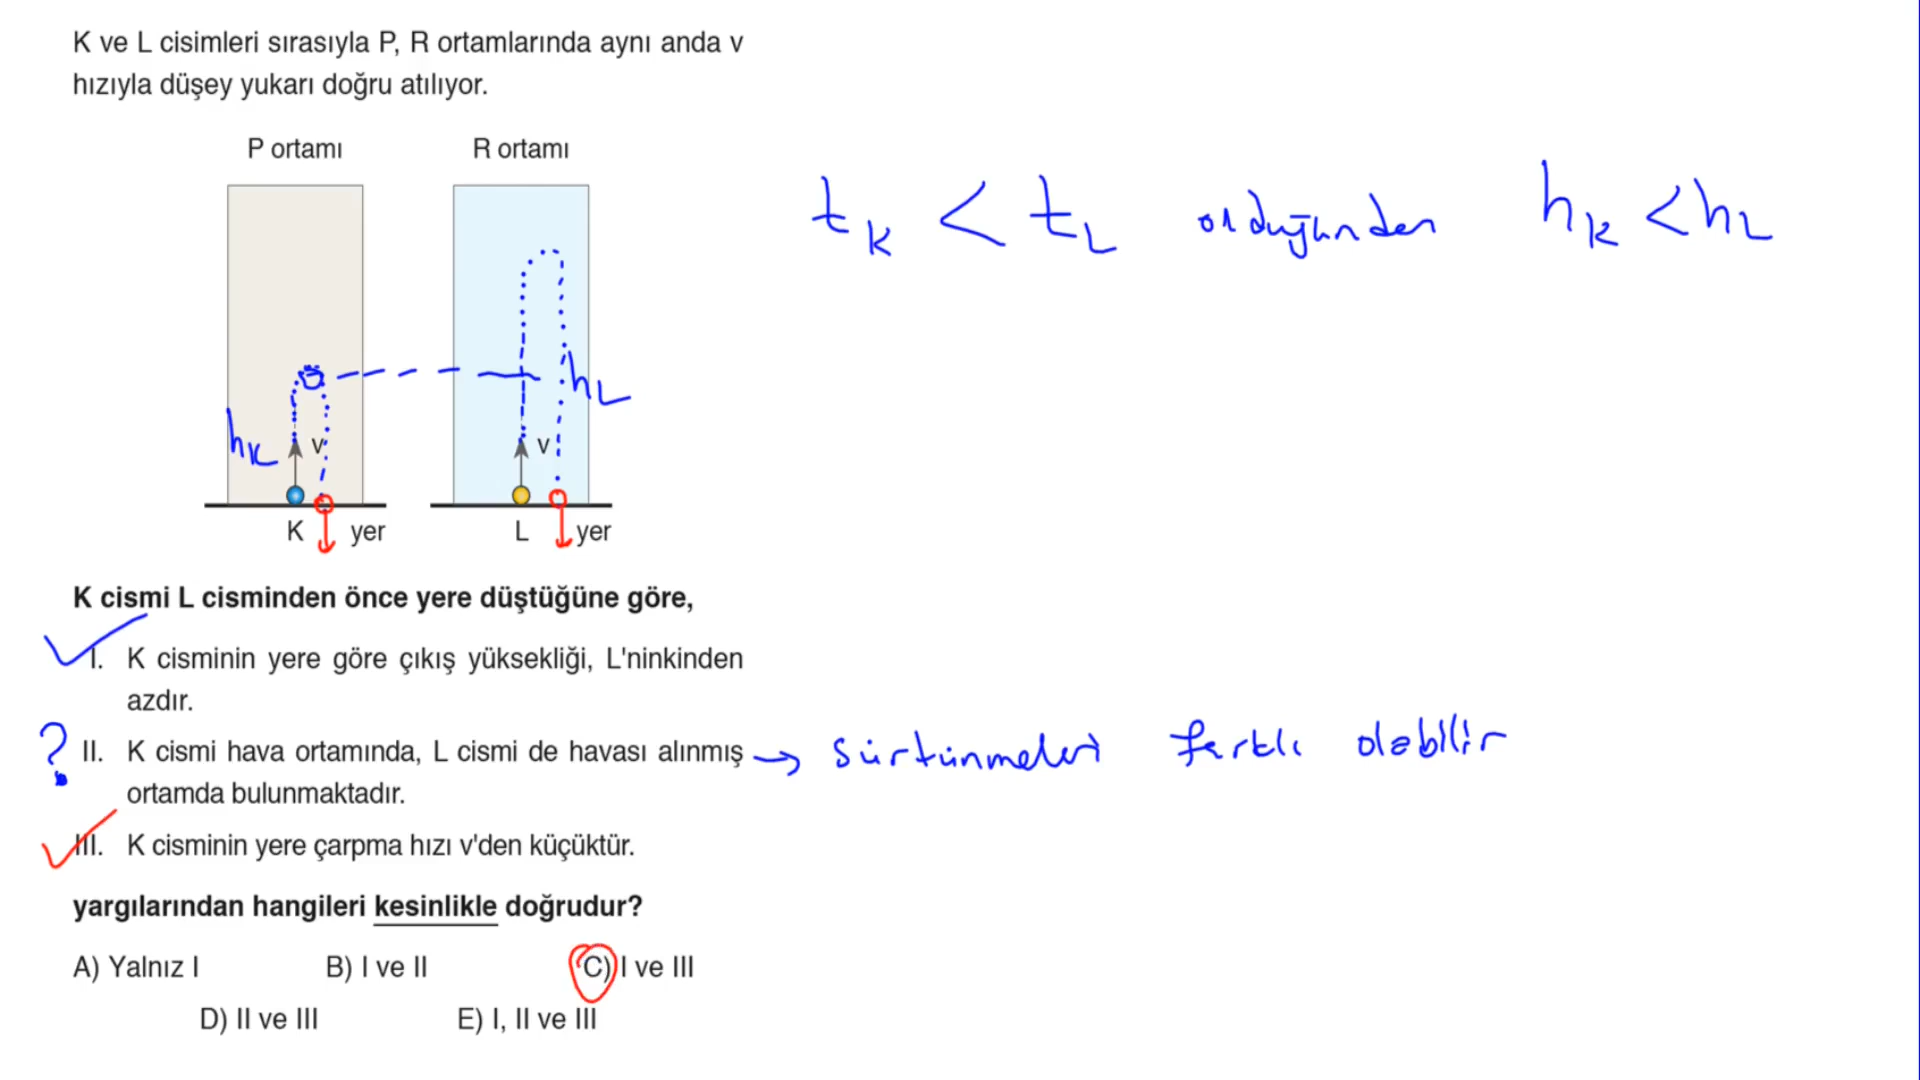 K ve L cisimleri sırasıyla P, R ortamlarında aynı anda v
hızıyla düşey yukarı doğru atılıyor.
P ortamı
R ortamı
t_K < t_L olduğundan h_K < h_L
h_K
h_L
v
v
K
yer
L
yer
K cismi L cisminden önce yere düştüğüne göre,
I. K cisminin yere göre çıkış yüksekliği, L'ninkinden
azdır.
? II. K cismi hava ortamında, L cismi de havası alınmış → Sürtünmeleri farklı olabilir
ortamda bulunmaktadır.
III. K cisminin yere çarpma hızı v'den küçüktür.
yargılarından hangileri kesinlikle doğrudur?
A) Yalnız I B) I ve II C) I ve III
D) II ve III E) I, II ve III